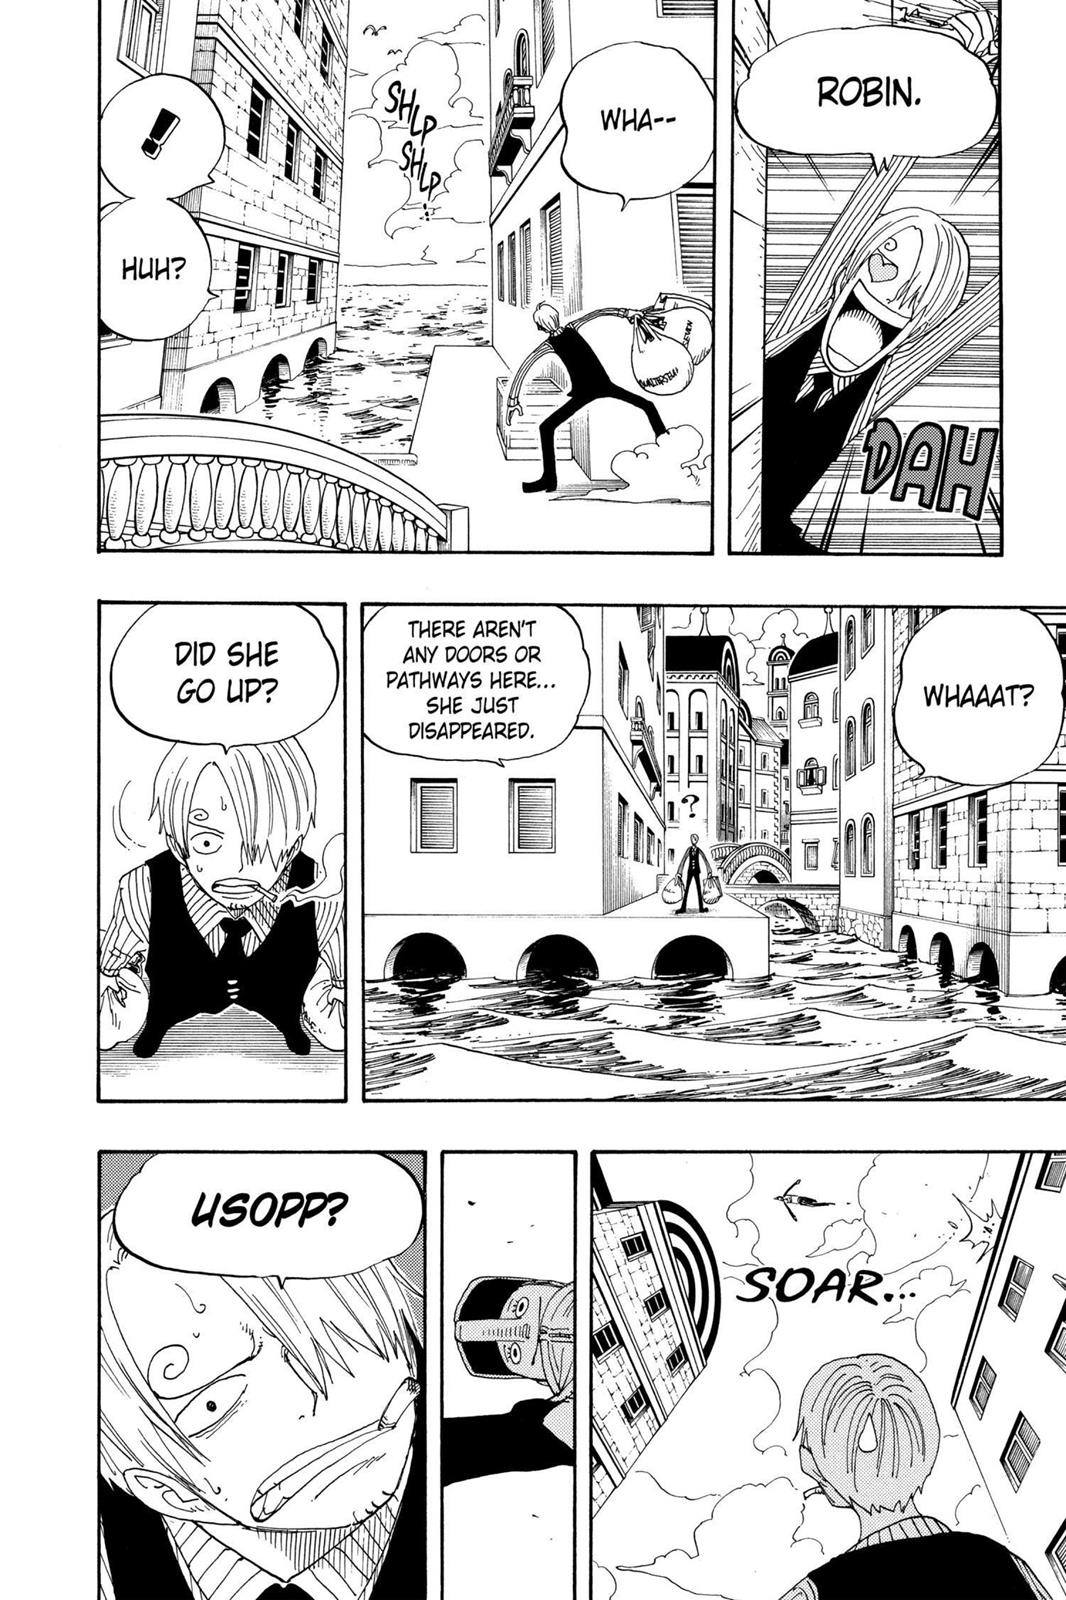 ROBIN.
DAH
WHA--
SHLP
SHLP...
!
HUH?
WHAAAT?
?
THERE AREN'T
ANY DOORS OR
PATHWAYS HERE...
SHE JUST
DISAPPEARED.
DID SHE
GO UP?
SOAR...
USOPP?